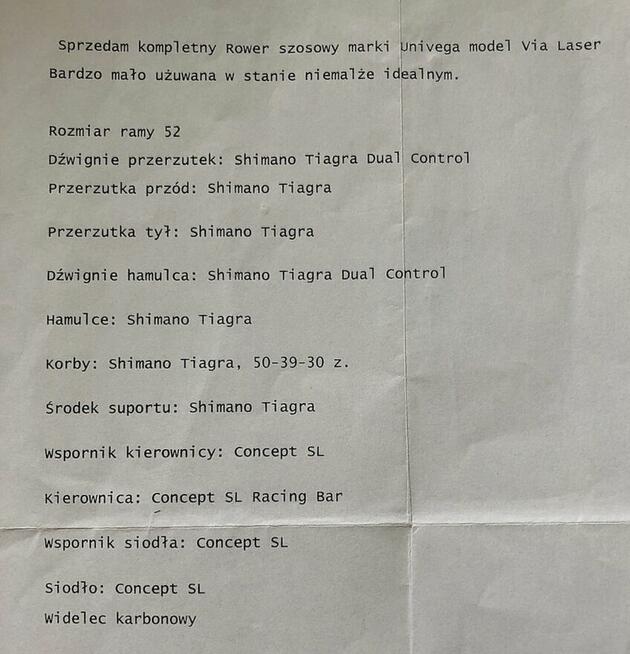 Sprzedam kompletny Rower szosowy marki Univega model Via Laser
Bardzo mało użuwana w stanie niemalże idealnym.
Rozmiar ramy 52
Dźwignie przerzutek: Shimano Tiagra Dual Control
Przerzutka przód: Shimano Tiagra
Przerzutka tył: Shimano Tiagra
Dźwignie hamulca: Shimano Tiagra Dual Control
Hamulce: Shimano Tiagra
Korby: Shimano Tiagra, 50-39-30 z.
Środek suportu: Shimano Tiagra
Wspornik kierownicy: Concept SL
Kierownica: Concept SL Racing Bar
Wspornik siodła: Concept SL
Siodło: Concept SL
Widelec karbonowy